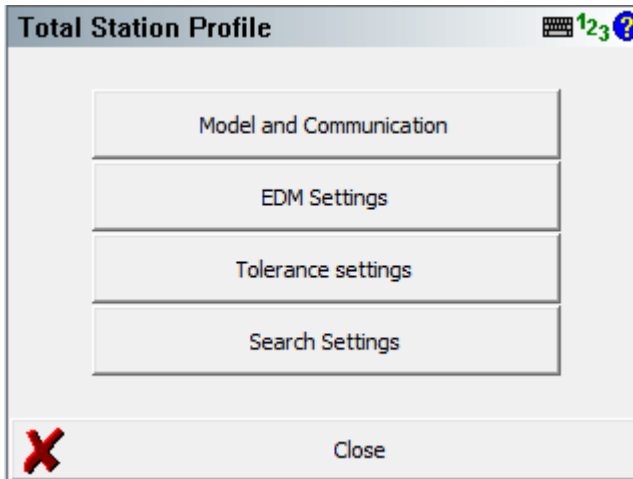 Total Station Profile 123 ?
Model and Communication
EDM Settings
Tolerance settings
Search Settings
Close